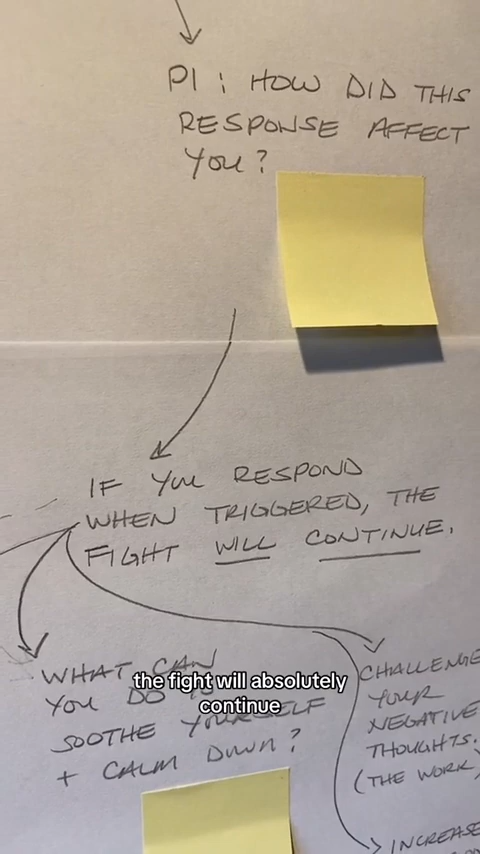 P1: HOW DID THIS
RESPONSE AFFECT
YOU?
IF YOU RESPOND
WHEN TRIGGERED, THE
FIGHT WILL CONTINUE.
WHAT CAN
YOU DO TO
SOOTHE YOURSELF
+ CALM DOWN?
the fight will absolutely
continue
CHALLENGE
YOUR
NEGATIVE
THOUGHTS.
(THE WORK
INCREASE